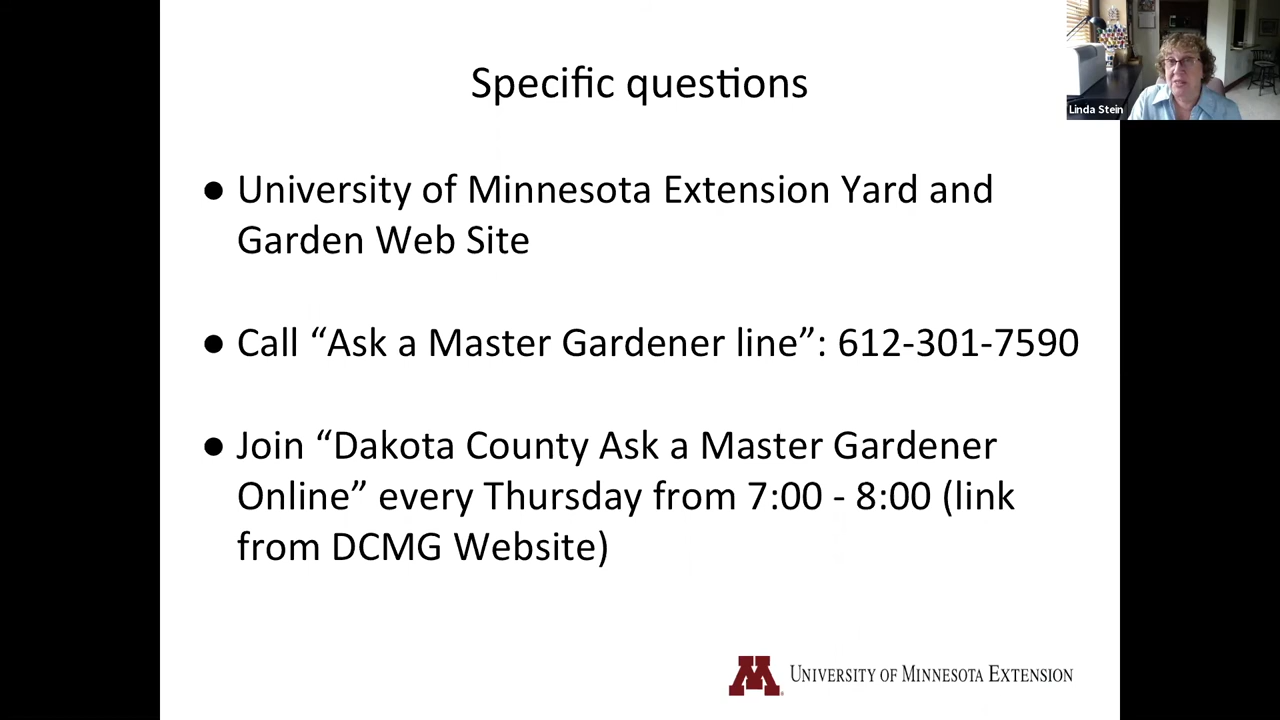 Specific questions
Linda Stein
● University of Minnesota Extension Yard and
Garden Web Site
● Call “Ask a Master Gardener line”: 612-301-7590
● Join “Dakota County Ask a Master Gardener
Online” every Thursday from 7:00 - 8:00 (link
from DCMG Website)
M University of Minnesota Extension